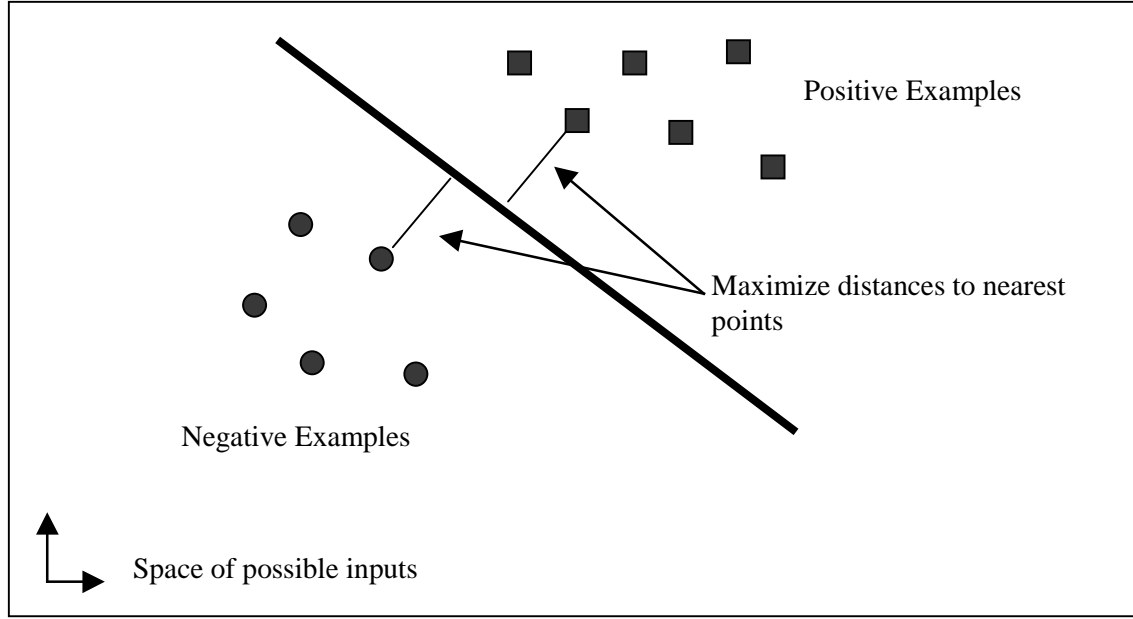 Positive Examples
Maximize distances to nearest
points
Negative Examples
Space of possible inputs